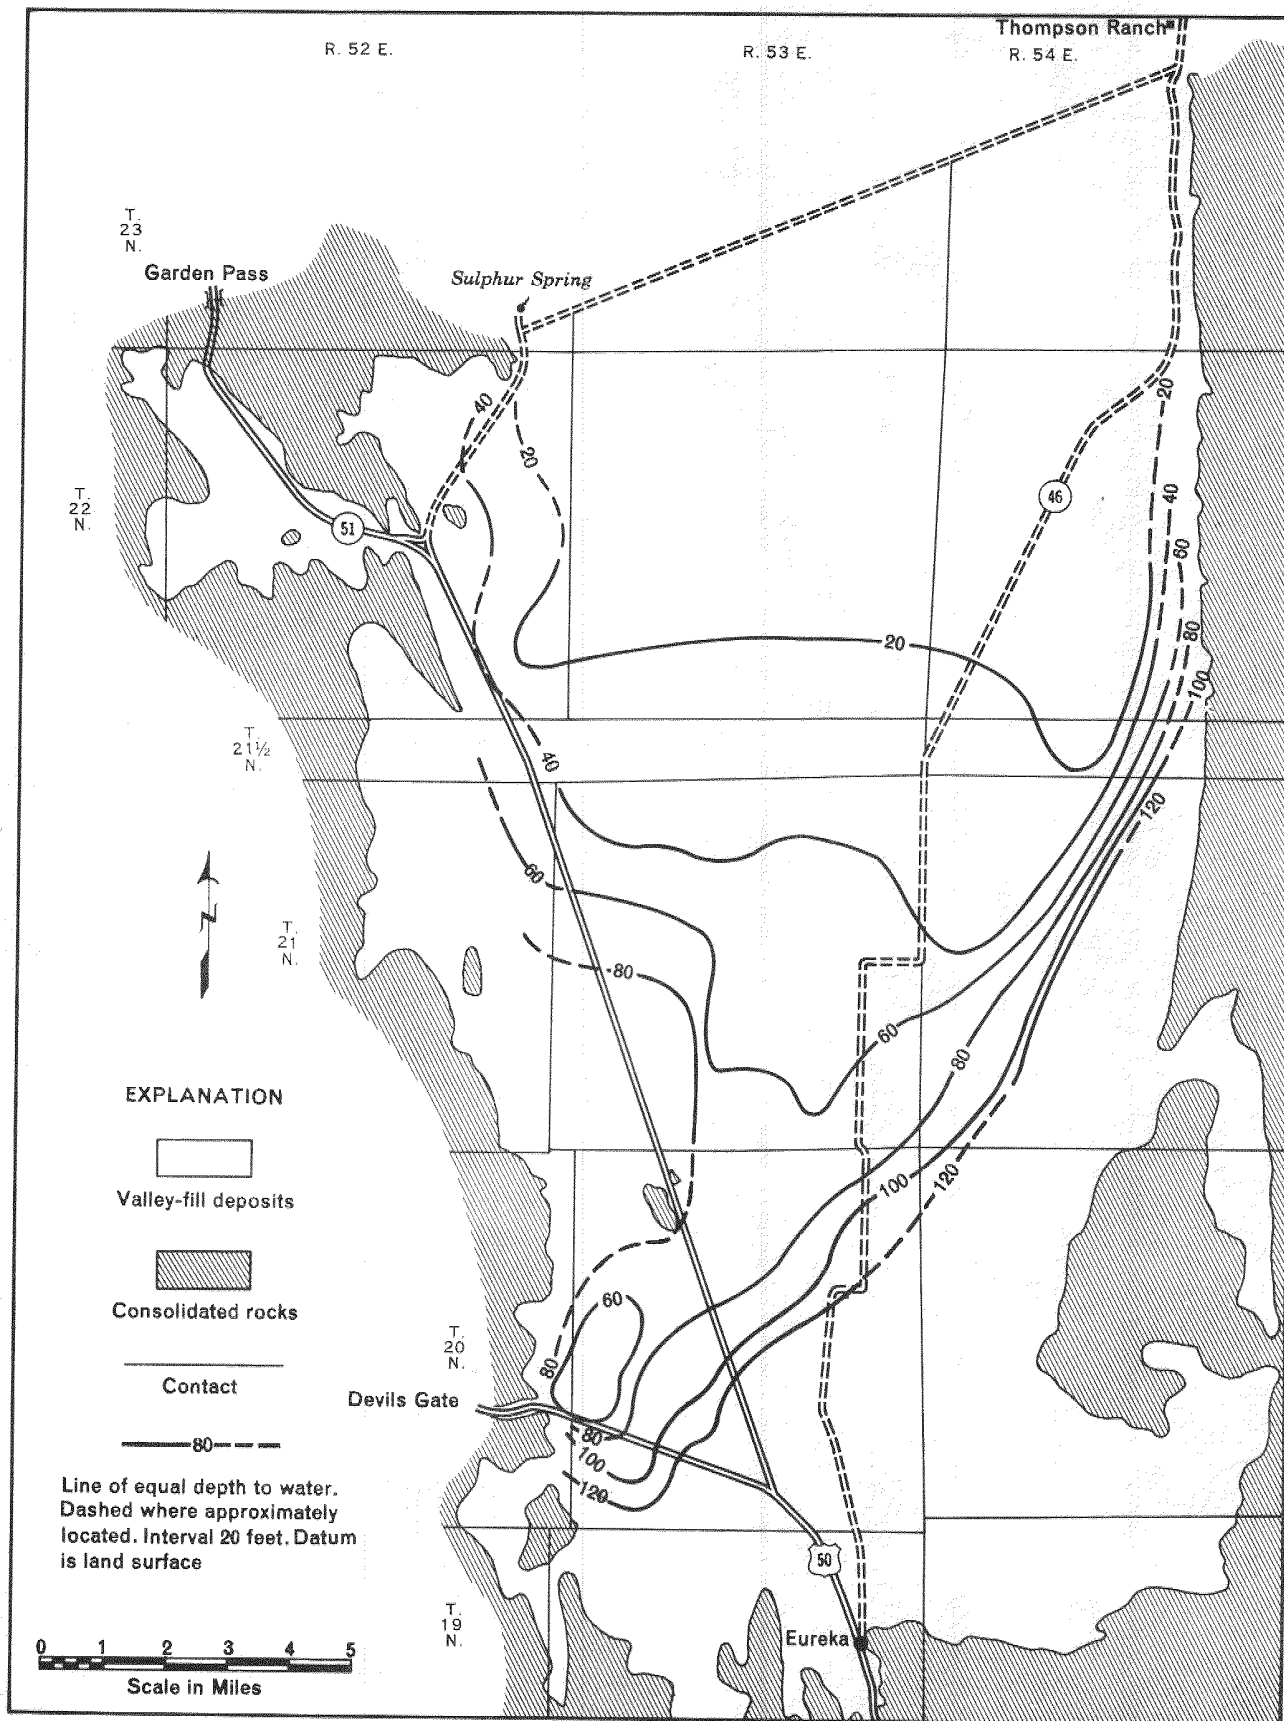 Thompson Ranch
R. 52 E.
R. 53 E.
R. 54 E.
T.
23
N.
Garden Pass
Sulphur Spring
40
20
20
T.
22
N.
51
46
40
60
20
80
100
T.
21½
N.
40
120
60
T.
21
N.
80
60
80
EXPLANATION
Valley-fill deposits
100
120
Consolidated rocks
60
T.
20
N.
80
Contact
Devils Gate
80
80
100
120
Line of equal depth to water.
Dashed where approximately
located. Interval 20 feet. Datum
is land surface
50
T.
19
N.
Eureka
0 1 2 3 4 5
Scale in Miles